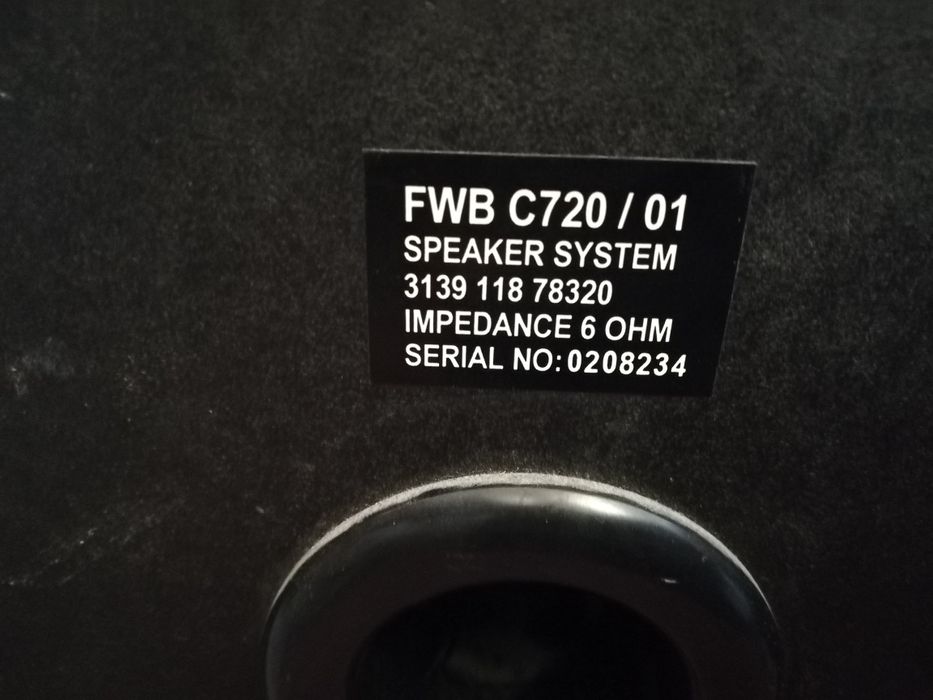 FWB C720 / 01
SPEAKER SYSTEM
3139 118 78320
IMPEDANCE 6 OHM
SERIAL NO: 0208234